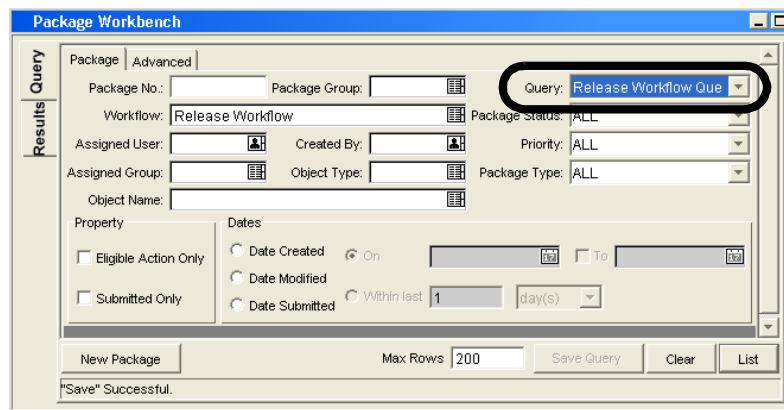 Package Workbench
Query
Results
Package Advanced
Package No.: Package Group: Query: Release Workflow Que
Workflow: Release Workflow Package Status: ALL
Assigned User: Created By: Priority: ALL
Assigned Group: Object Type: Package Type: ALL
Object Name:
Property Dates
Eligible Action Only Date Created On To
Date Modified
Submitted Only Date Submitted Within last 1 day(s)
New Package Max Rows 200 Save Query Clear List
"Save" Successful.